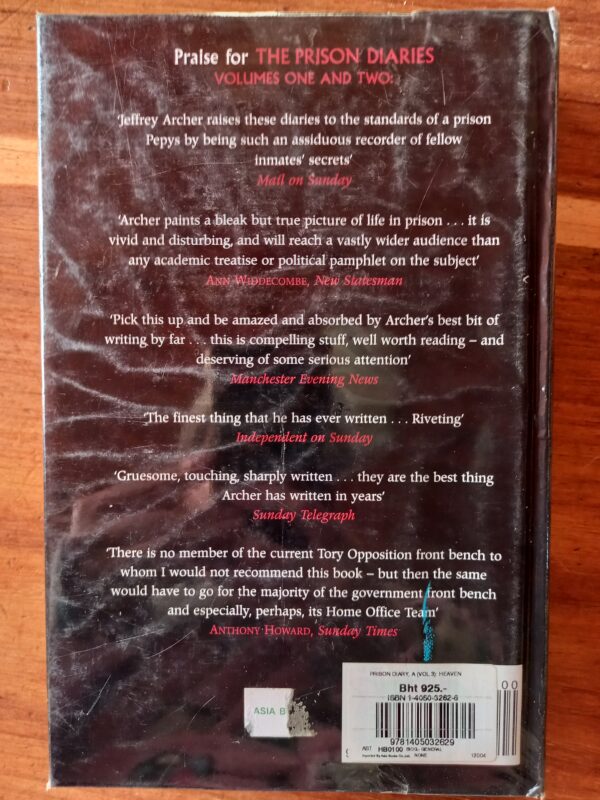 Praise for THE PRISON DIARIES
VOLUMES ONE AND TWO:
'Jeffrey Archer raises these diaries to the standards of a prison
Pepys by being such an assiduous recorder of fellow
inmates' secrets'
Mail on Sunday
'Archer paints a bleak but true picture of life in prison . . . it is
vivid and disturbing, and will reach a vastly wider audience than
any academic treatise or political pamphlet on the subject'
ANN WIDDECOMBE, New Statesman
'Pick this up and be amazed and absorbed by Archer's best bit of
writing by far . . . this is compelling stuff, well worth reading – and
deserving of some serious attention'
Manchester Evening News
'The finest thing that he has ever written . . . Riveting'
Independent on Sunday
'Gruesome, touching, sharply written . . . they are the best thing
Archer has written in years'
Sunday Telegraph
'There is no member of the current Tory Opposition front bench to
whom I would not recommend this book – but then the same
would have to go for the majority of the government front bench
and especially, perhaps, its Home Office Team'
ANTHONY HOWARD, Sunday Times
PRISON DIARY, A (VOL 3): HEAVEN
Bht 925.-
ISBN 1-4050-3262-6
9781405032629
HB0100 BIOG: GENERAL
NONE
12004
00
ASIA B